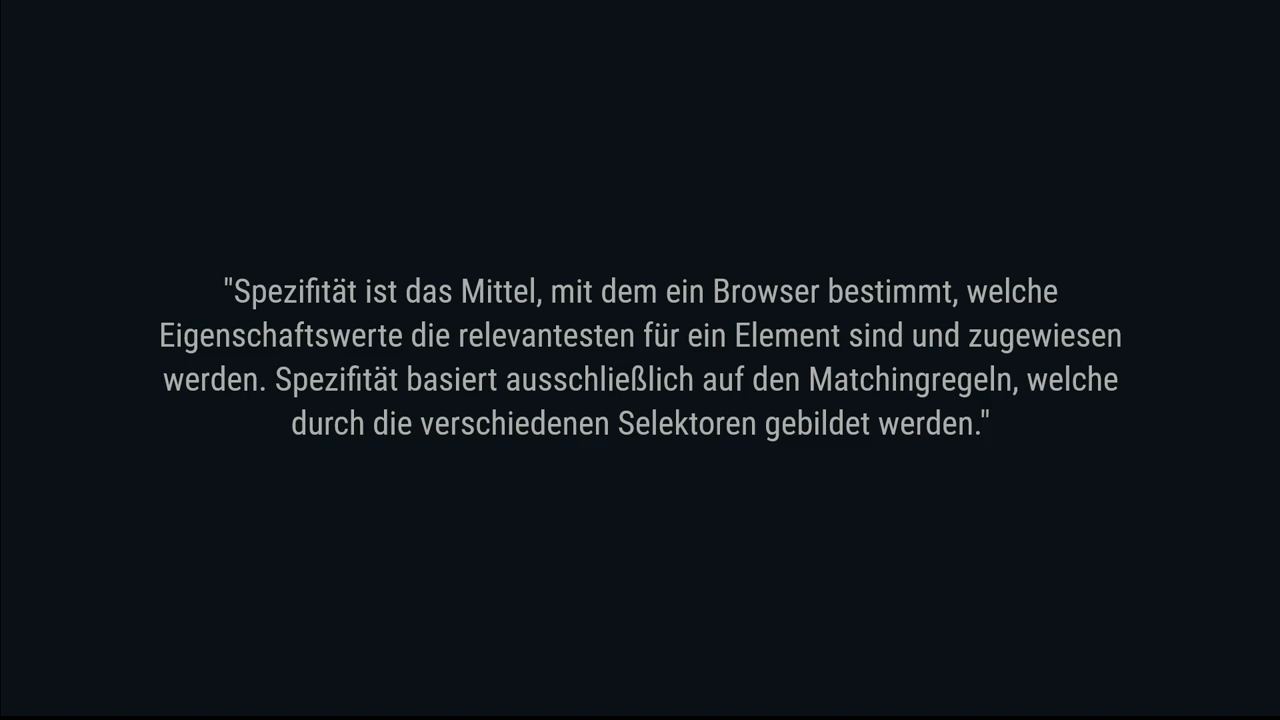 "Spezifität ist das Mittel, mit dem ein Browser bestimmt, welche
Eigenschaftswerte die relevantesten für ein Element sind und zugewiesen
werden. Spezifität basiert ausschließlich auf den Matchingregeln, welche
durch die verschiedenen Selektoren gebildet werden."